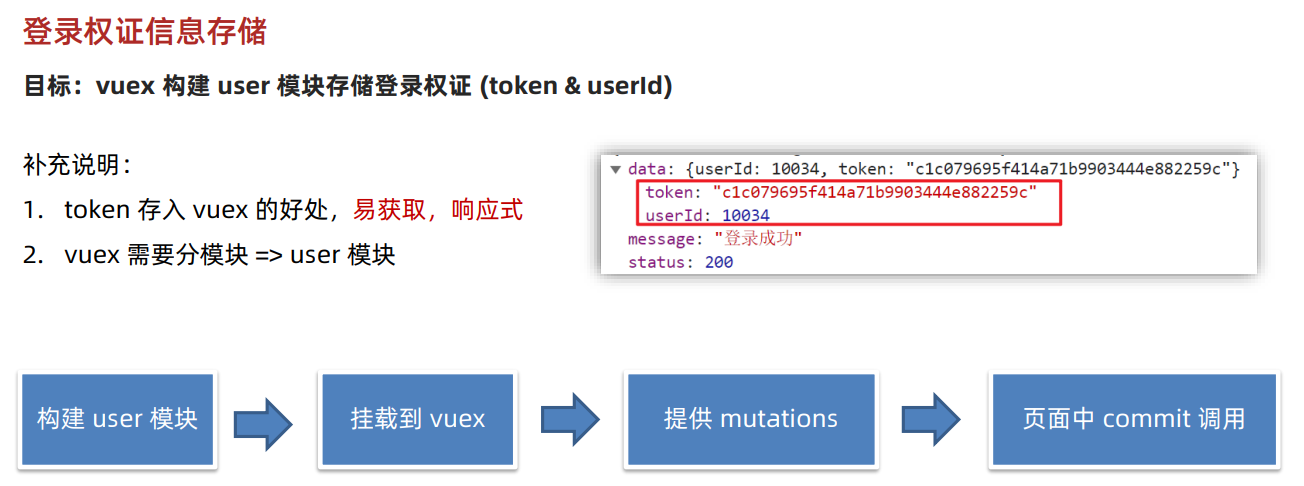 登录权证信息存储
目标：vuex 构建 user 模块存储登录权证 (token & userId)
补充说明：
1. token 存入 vuex 的好处，易获取，响应式
2. vuex 需要分模块 => user 模块
▼ data: {userId: 10034, token: "c1c079695f414a71b9903444e882259c"}
token: "c1c079695f414a71b9903444e882259c"
userId: 10034
message: "登录成功"
status: 200
构建 user 模块
挂载到 vuex
提供 mutations
页面中 commit 调用